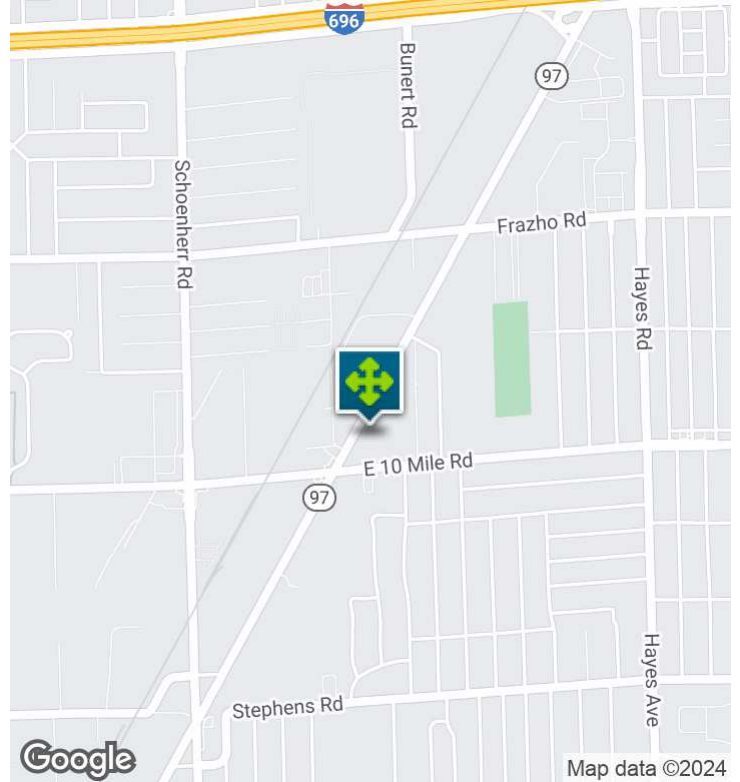 696
97
Bunert Rd
Schoenherr Rd
Frazho Rd
Hayes Rd
E 10 Mile Rd
97
Hayes Ave
Stephens Rd
Google
Map data ©2024